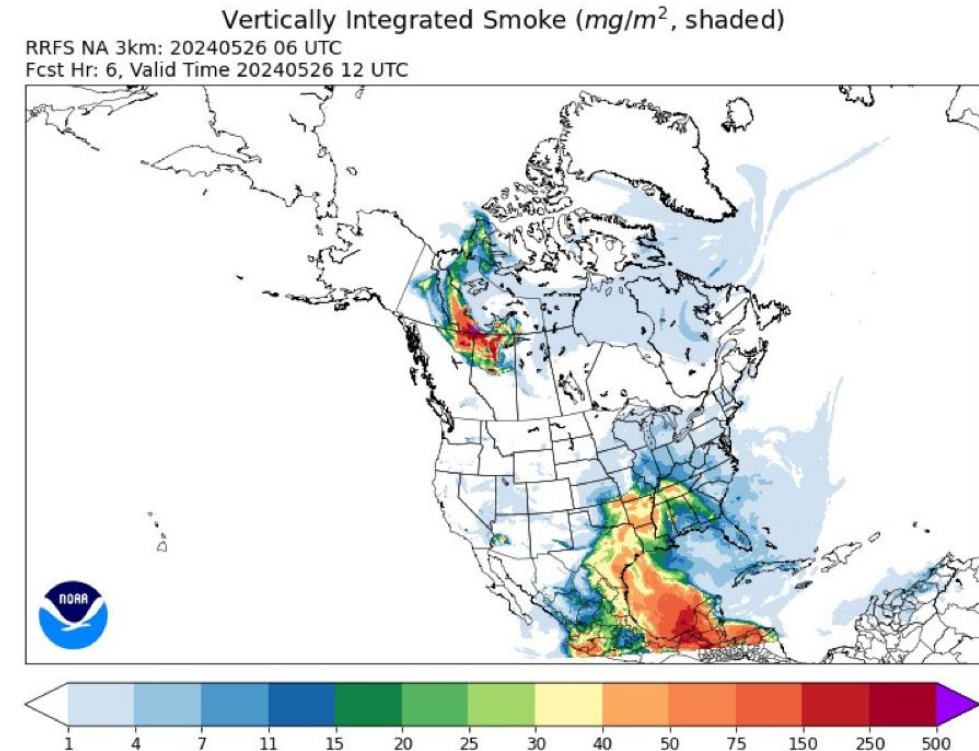 Vertically Integrated Smoke (mg/m², shaded)
RRFS NA 3km: 20240526 06 UTC
Fcst Hr: 6, Valid Time 20240526 12 UTC
NOAA
1 4 7 11 15 20 25 30 40 50 75 150 250 500